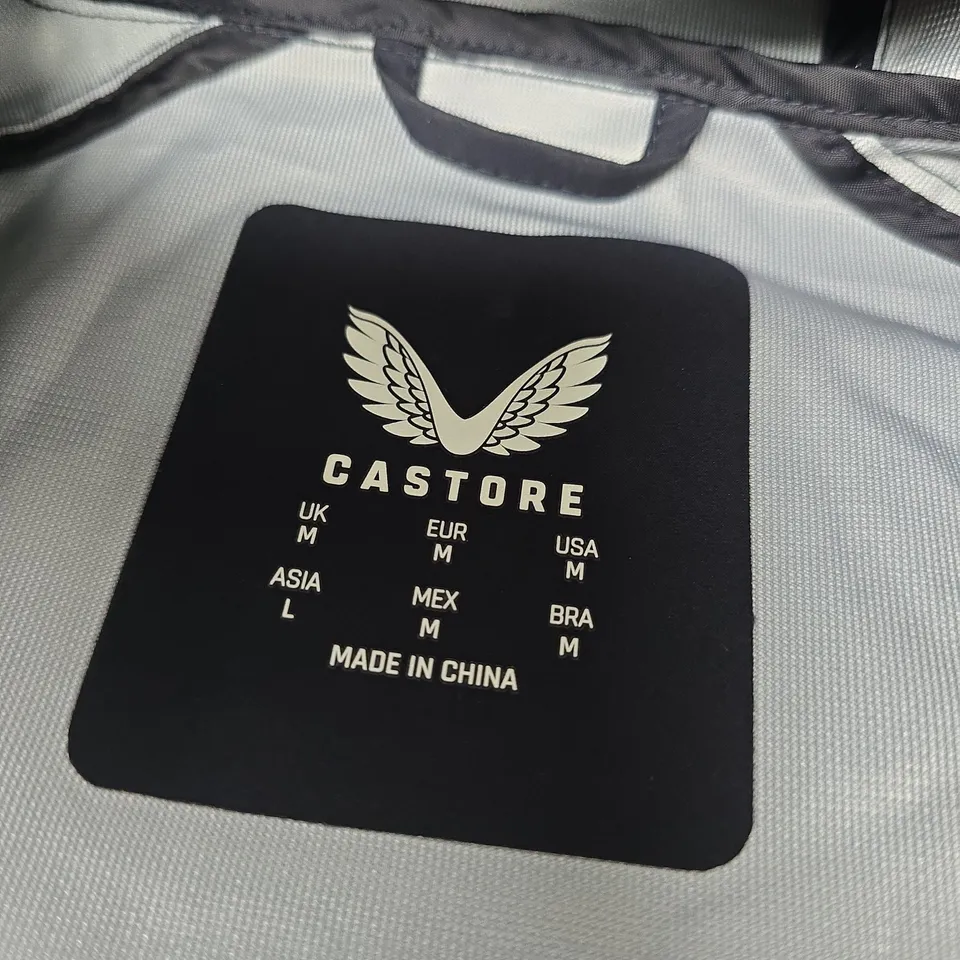 CASTORE
UK EUR USA
M M M
ASIA MEX BRA
L M M
MADE IN CHINA